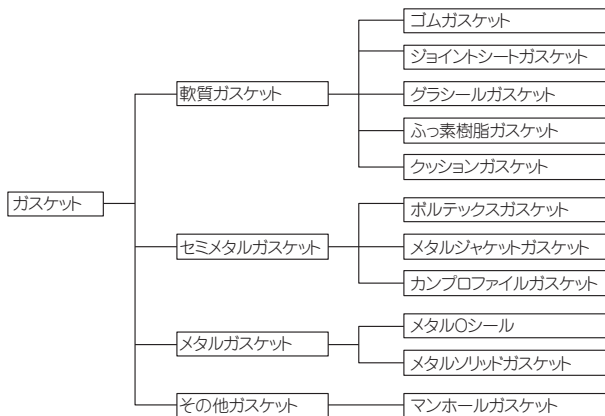 ガスケット
軟質ガスケット
ゴムガスケット
ジョイントシートガスケット
グラシールガスケット
ふっ素樹脂ガスケット
クッションガスケット
セミメタルガスケット
ボルテックスガスケット
メタルジャケットガスケット
カンプロファイルガスケット
メタルガスケット
メタルOシール
メタルソリッドガスケット
その他ガスケット
マンホールガスケット